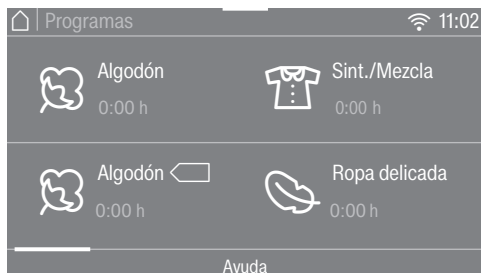 Programas 11:02
Algodón Sint./Mezcla
0:00 h 0:00 h
Algodón Ropa delicada
0:00 h 0:00 h
Ayuda